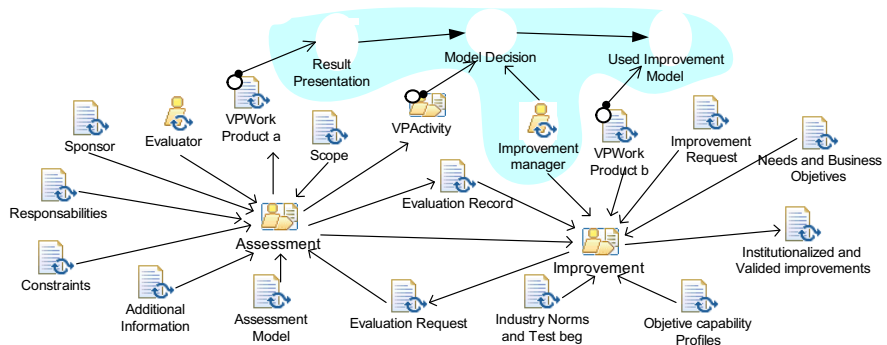 Result
Presentation
Model Decision
Used Improvement
Model
VPWork
Product a
VPActivity
Sponsor
Evaluator
Scope
Improvement
manager
VPWork
Product b
Improvement
Request
Needs and Business
Objetives
Responsabilities
Evaluation Record
Assessment
Improvement
Institutionalized and
Valided improvements
Constraints
Additional
Information
Assessment
Model
Evaluation Request
Industry Norms
and Test beg
Objetive capability
Profiles